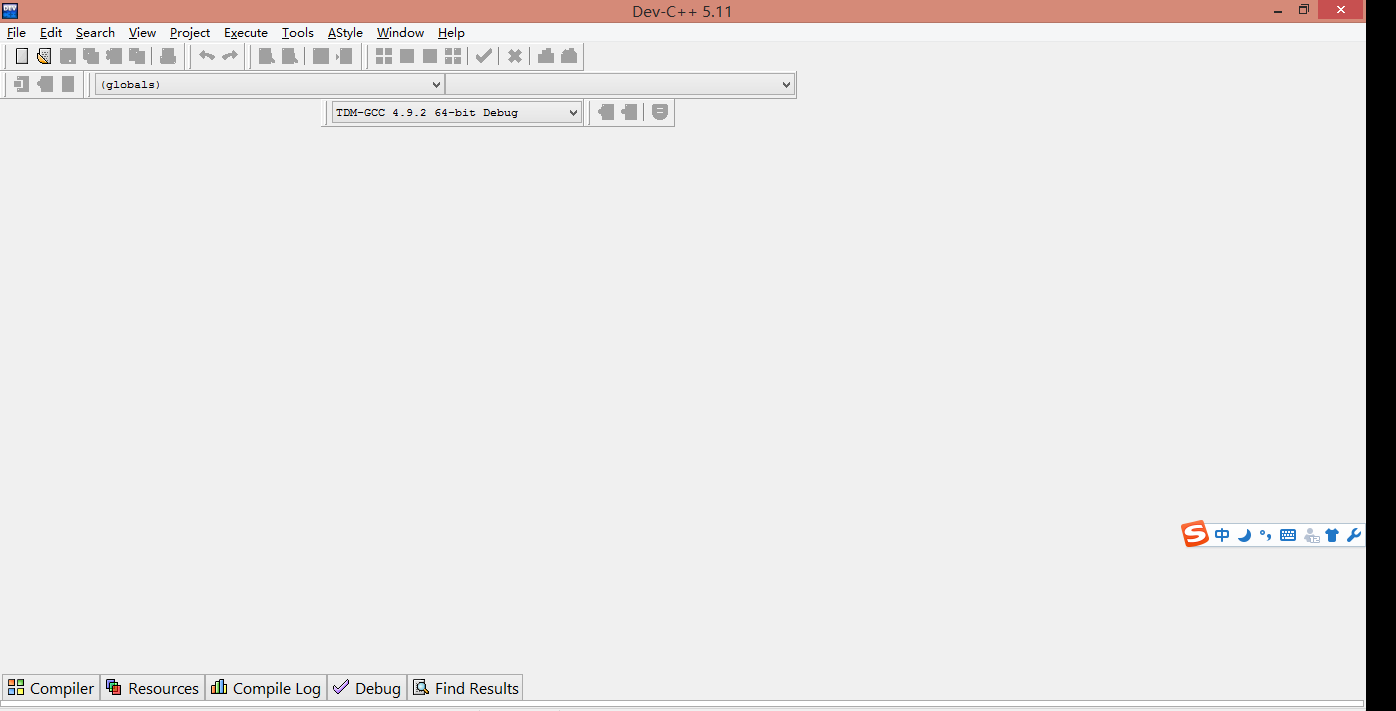 Dev-C++ 5.11
File Edit Search View Project Execute Tools AStyle Window Help
(globals)
TDM-GCC 4.9.2 64-bit Debug
中
Compiler Resources Compile Log Debug Find Results